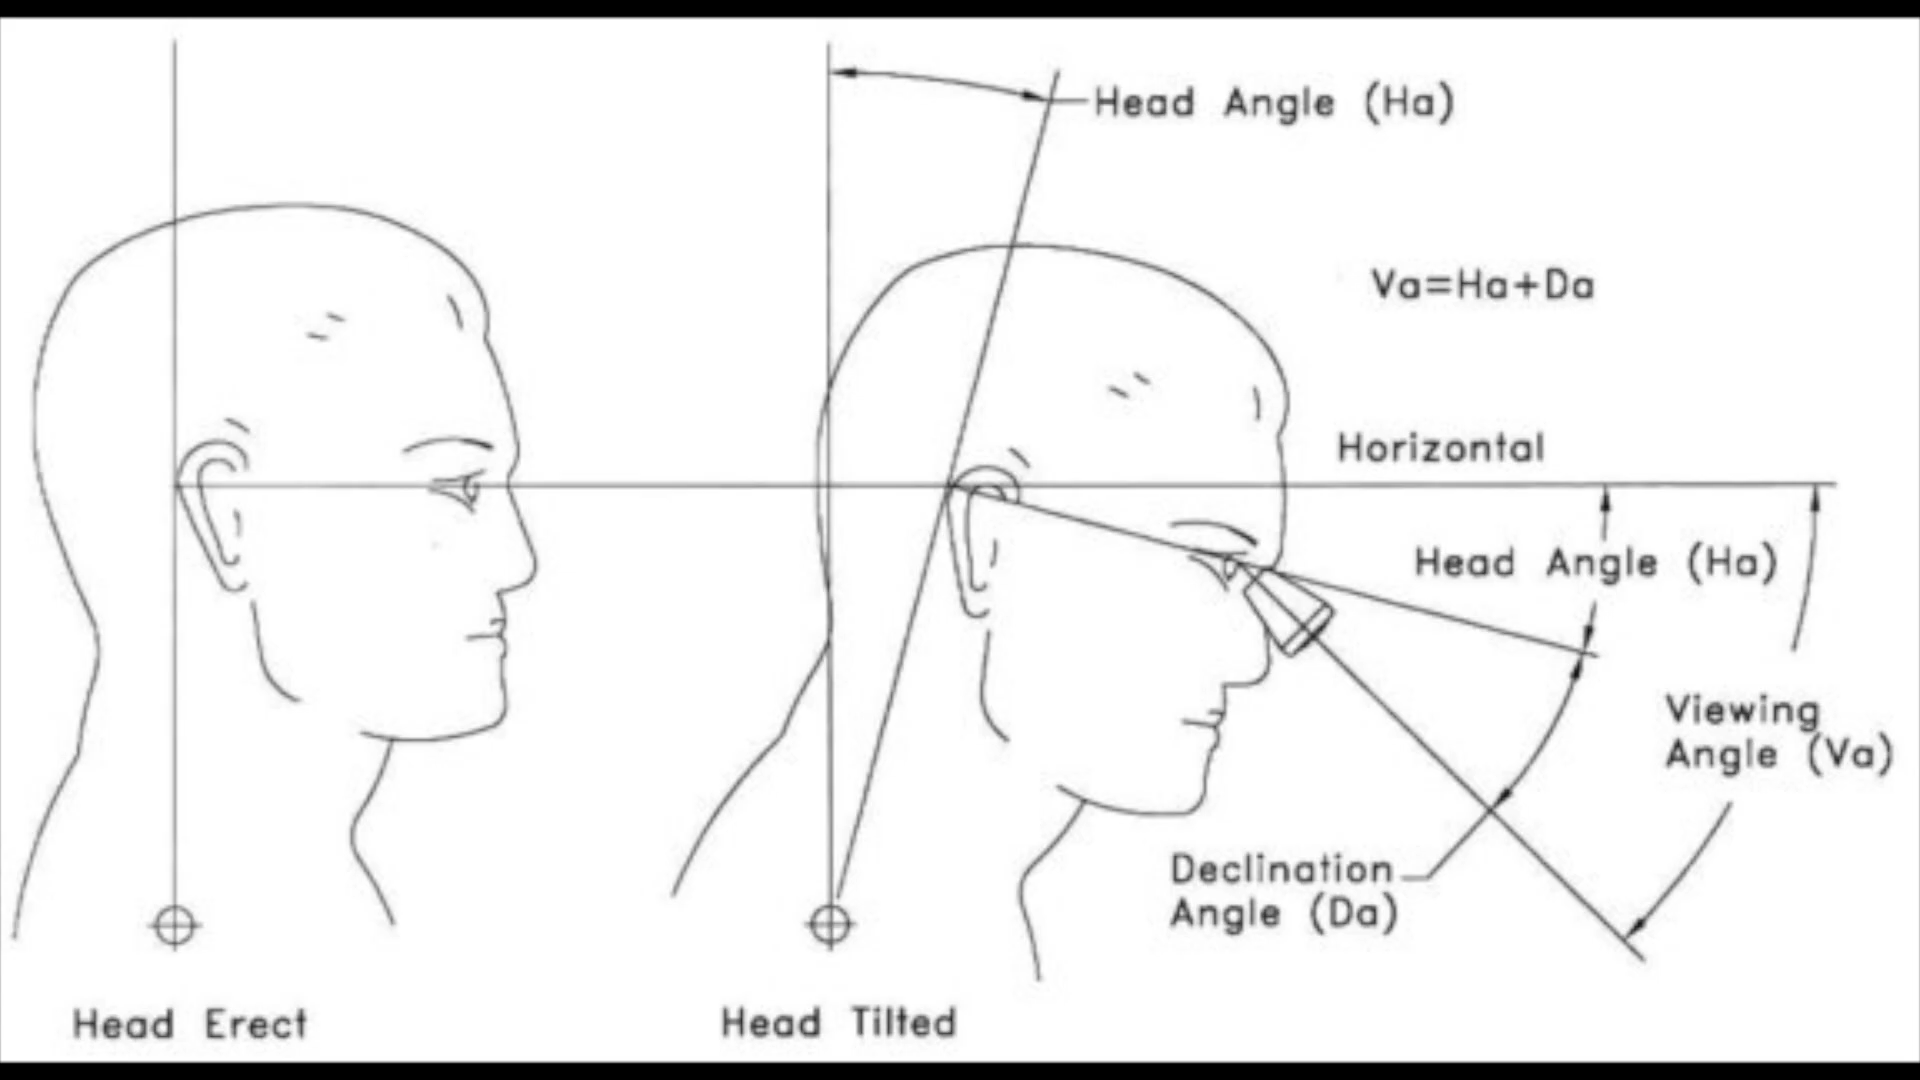 Head Angle (Ha)
Va=Ha+Da
Horizontal
Head Angle (Ha)
Viewing
Angle (Va)
Declination
Angle (Da)
Head Erect
Head Tilted